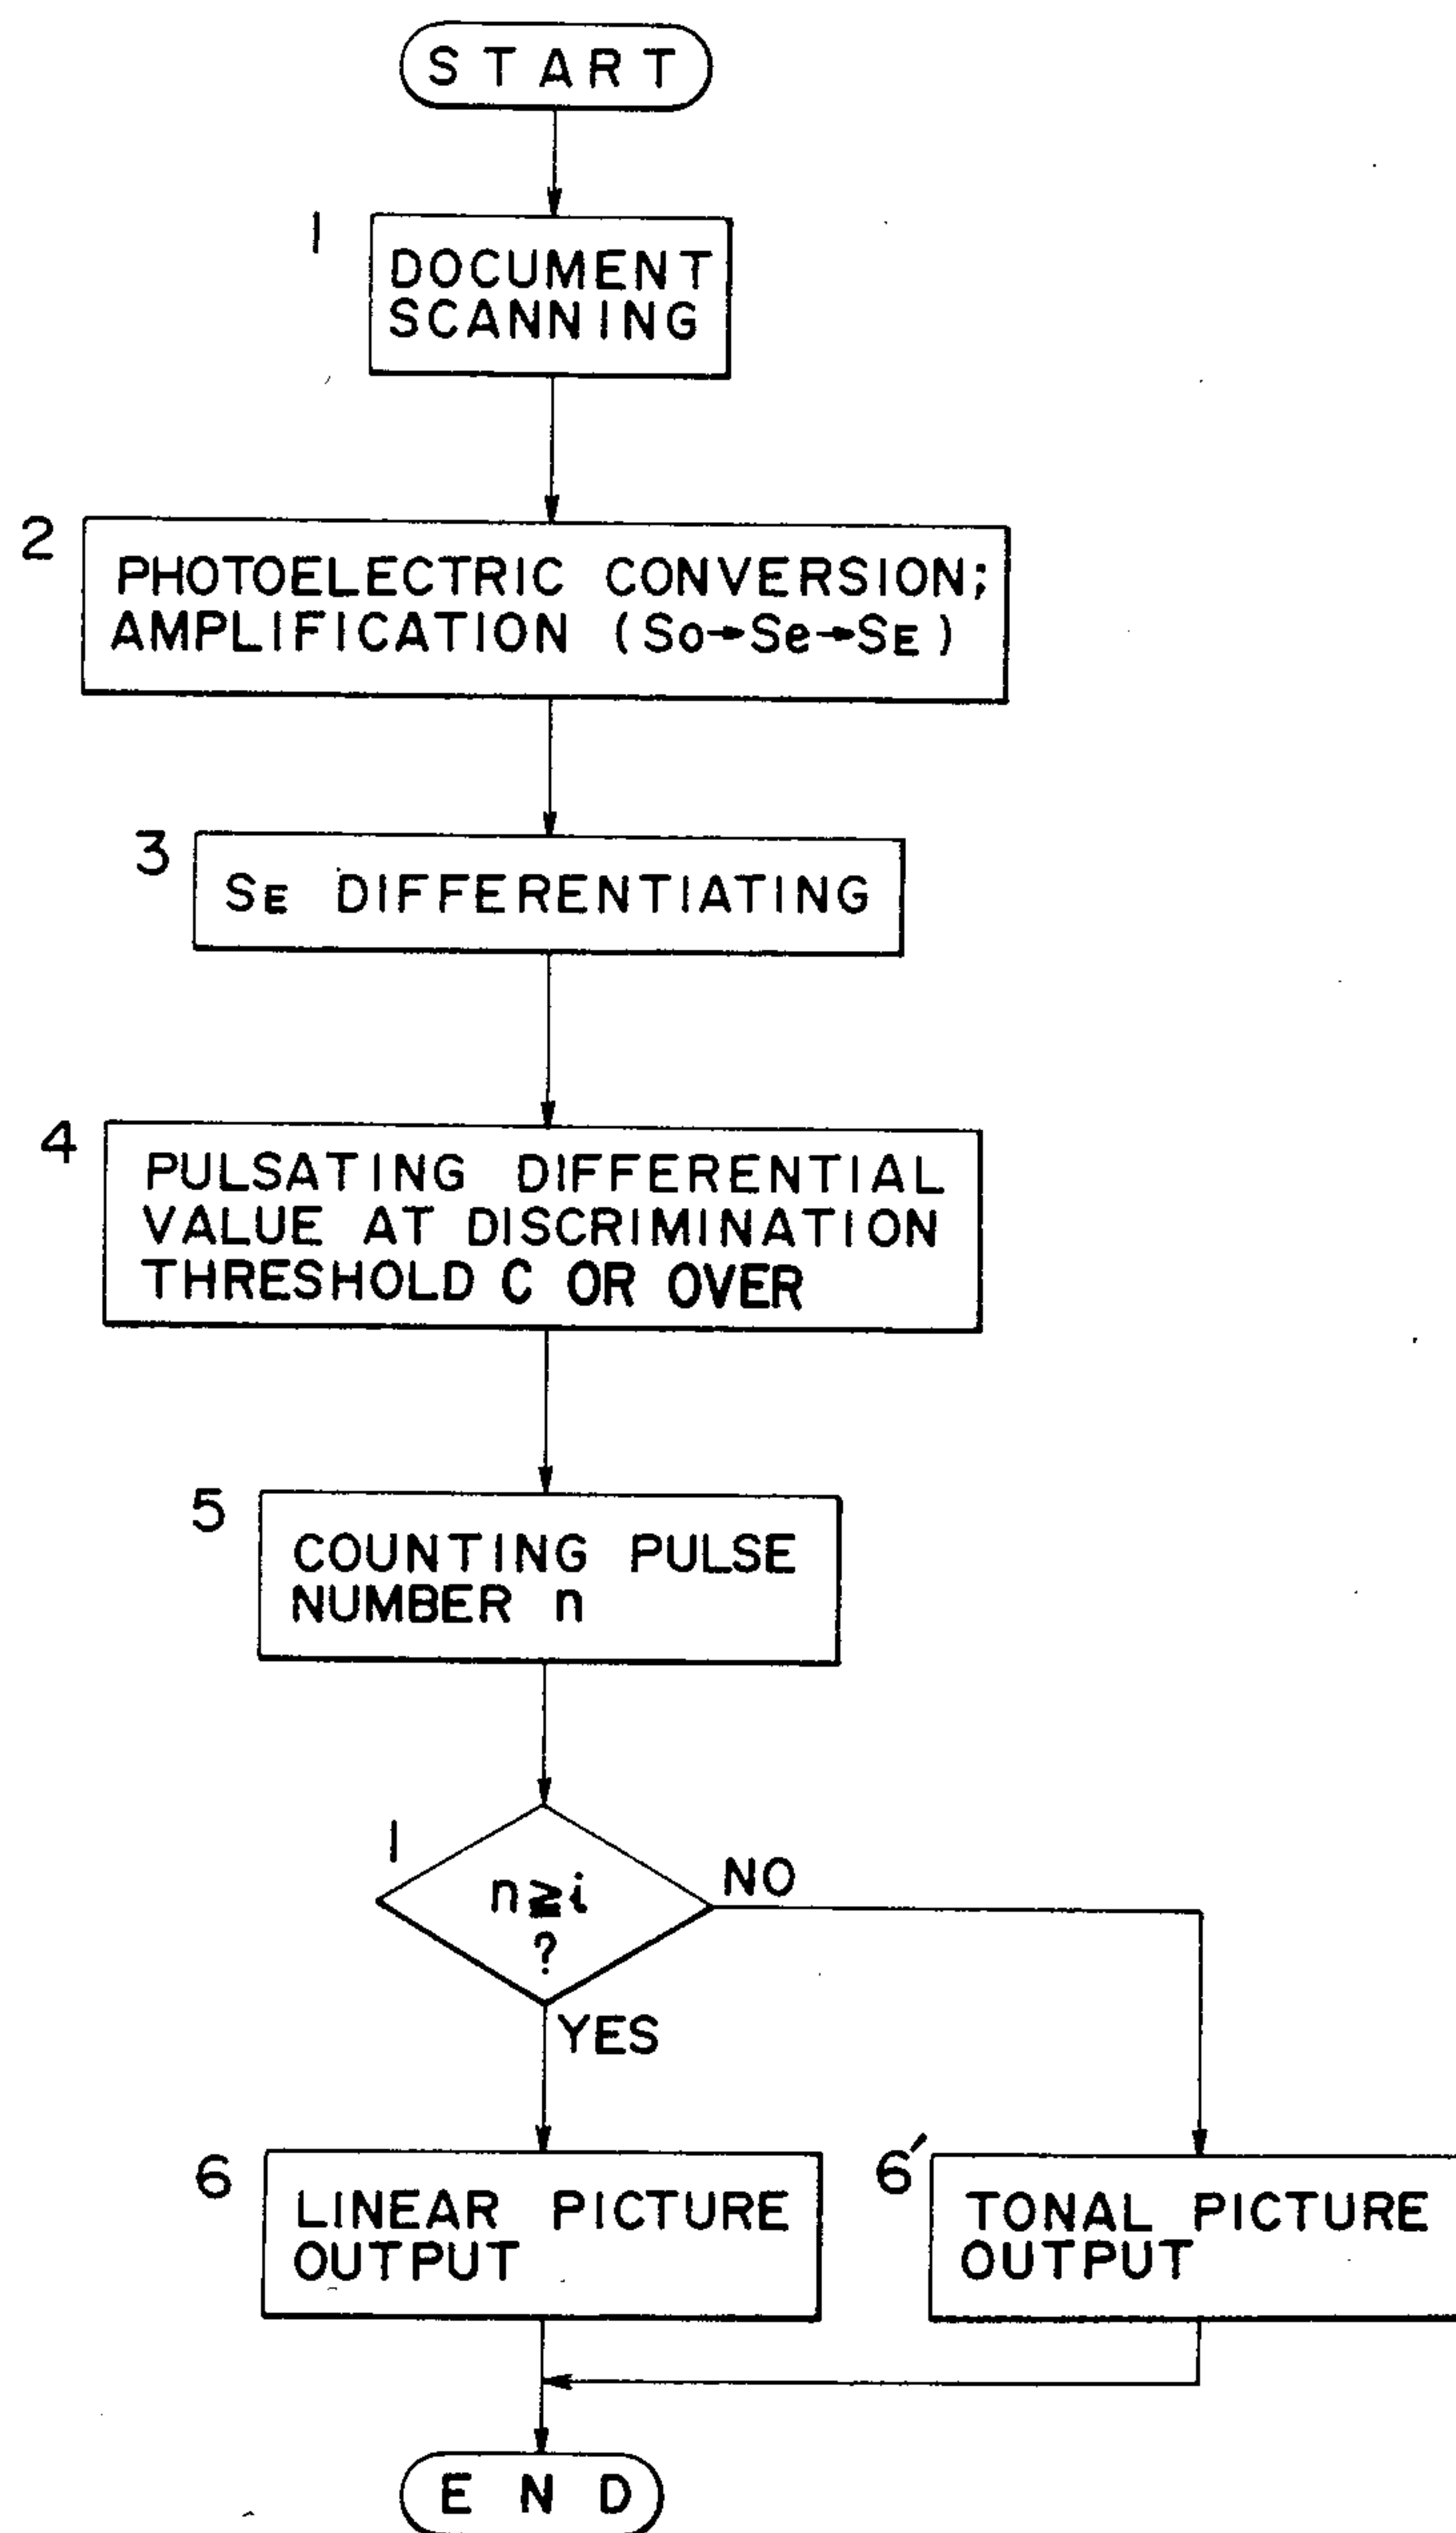 START
1
DOCUMENT
SCANNING
2
PHOTOELECTRIC CONVERSION;
AMPLIFICATION (So→Se→SE)
3
SE DIFFERENTIATING
4
PULSATING DIFFERENTIAL
VALUE AT DISCRIMINATION
THRESHOLD C OR OVER
5
COUNTING PULSE
NUMBER n
1
n≧i
?
NO
YES
6
LINEAR PICTURE
OUTPUT
6′
TONAL PICTURE
OUTPUT
END